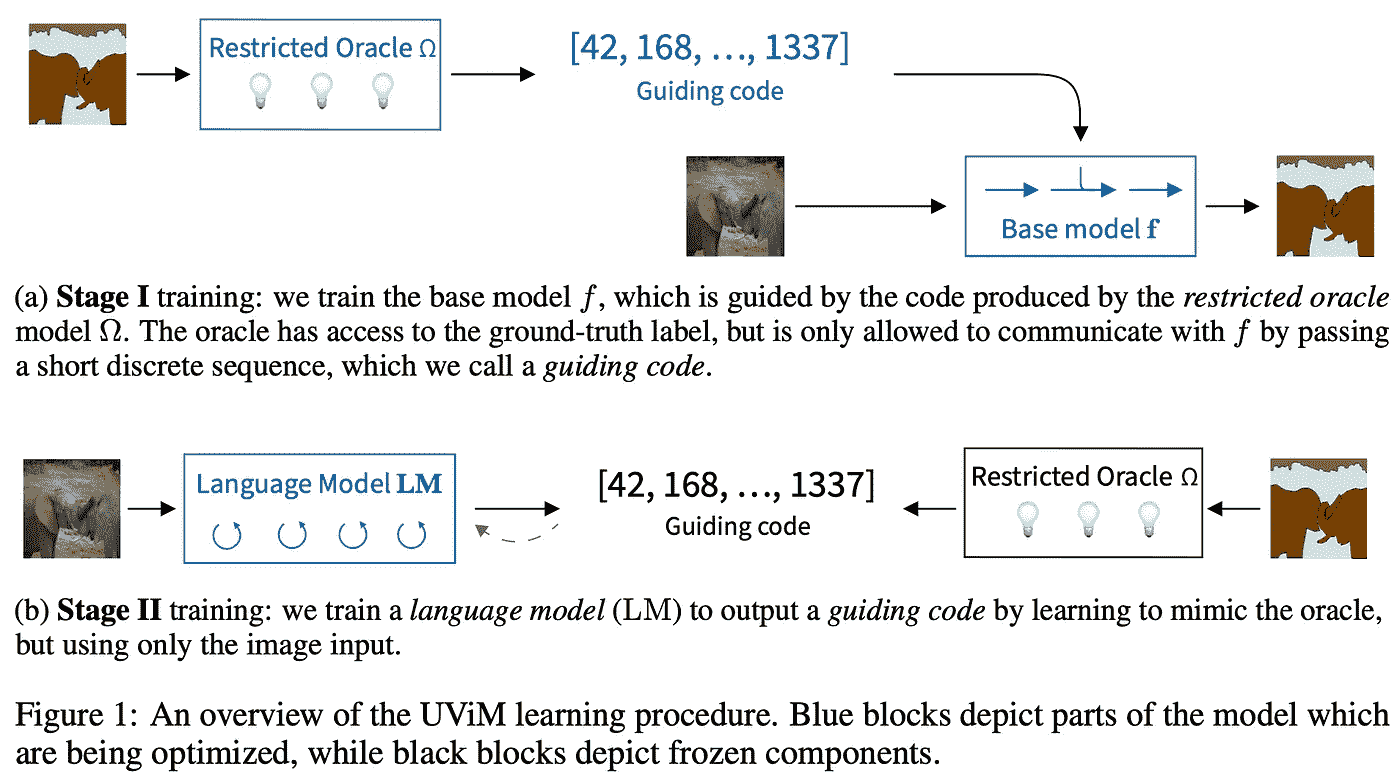 Restricted Oracle Ω
[42, 168, …, 1337]
Guiding code
Base model f
(a) Stage I training: we train the base model f, which is guided by the code produced by the restricted oracle
model Ω. The oracle has access to the ground-truth label, but is only allowed to communicate with f by passing
a short discrete sequence, which we call a guiding code.
Language Model LM
[42, 168, …, 1337]
Guiding code
Restricted Oracle Ω
(b) Stage II training: we train a language model (LM) to output a guiding code by learning to mimic the oracle,
but using only the image input.
Figure 1: An overview of the UViM learning procedure. Blue blocks depict parts of the model which
are being optimized, while black blocks depict frozen components.